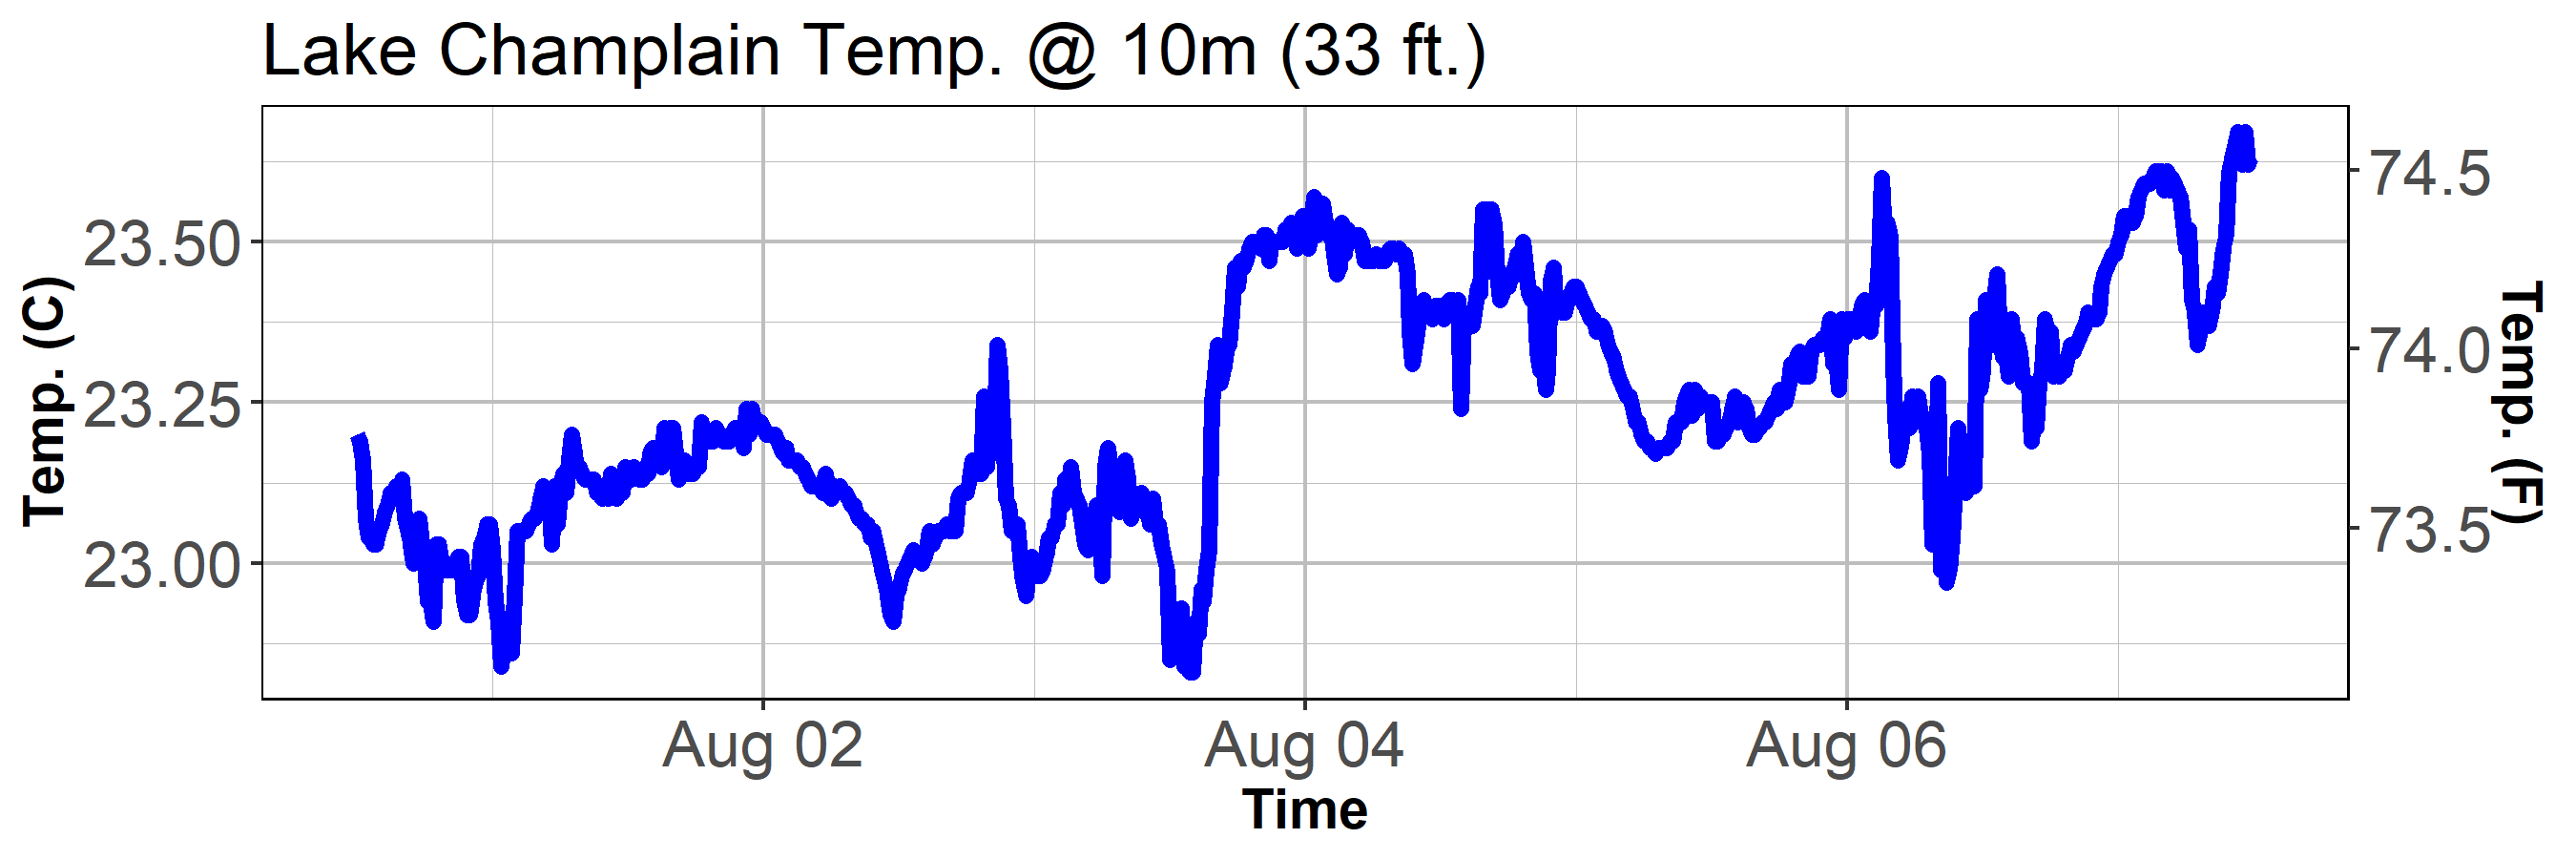 Lake Champlain Temp. @ 10m (33 ft.)
Temp. (C)
23.50
23.25
23.00
74.5
74.0
73.5
Temp. (F)
Aug 02
Aug 04
Aug 06
Time